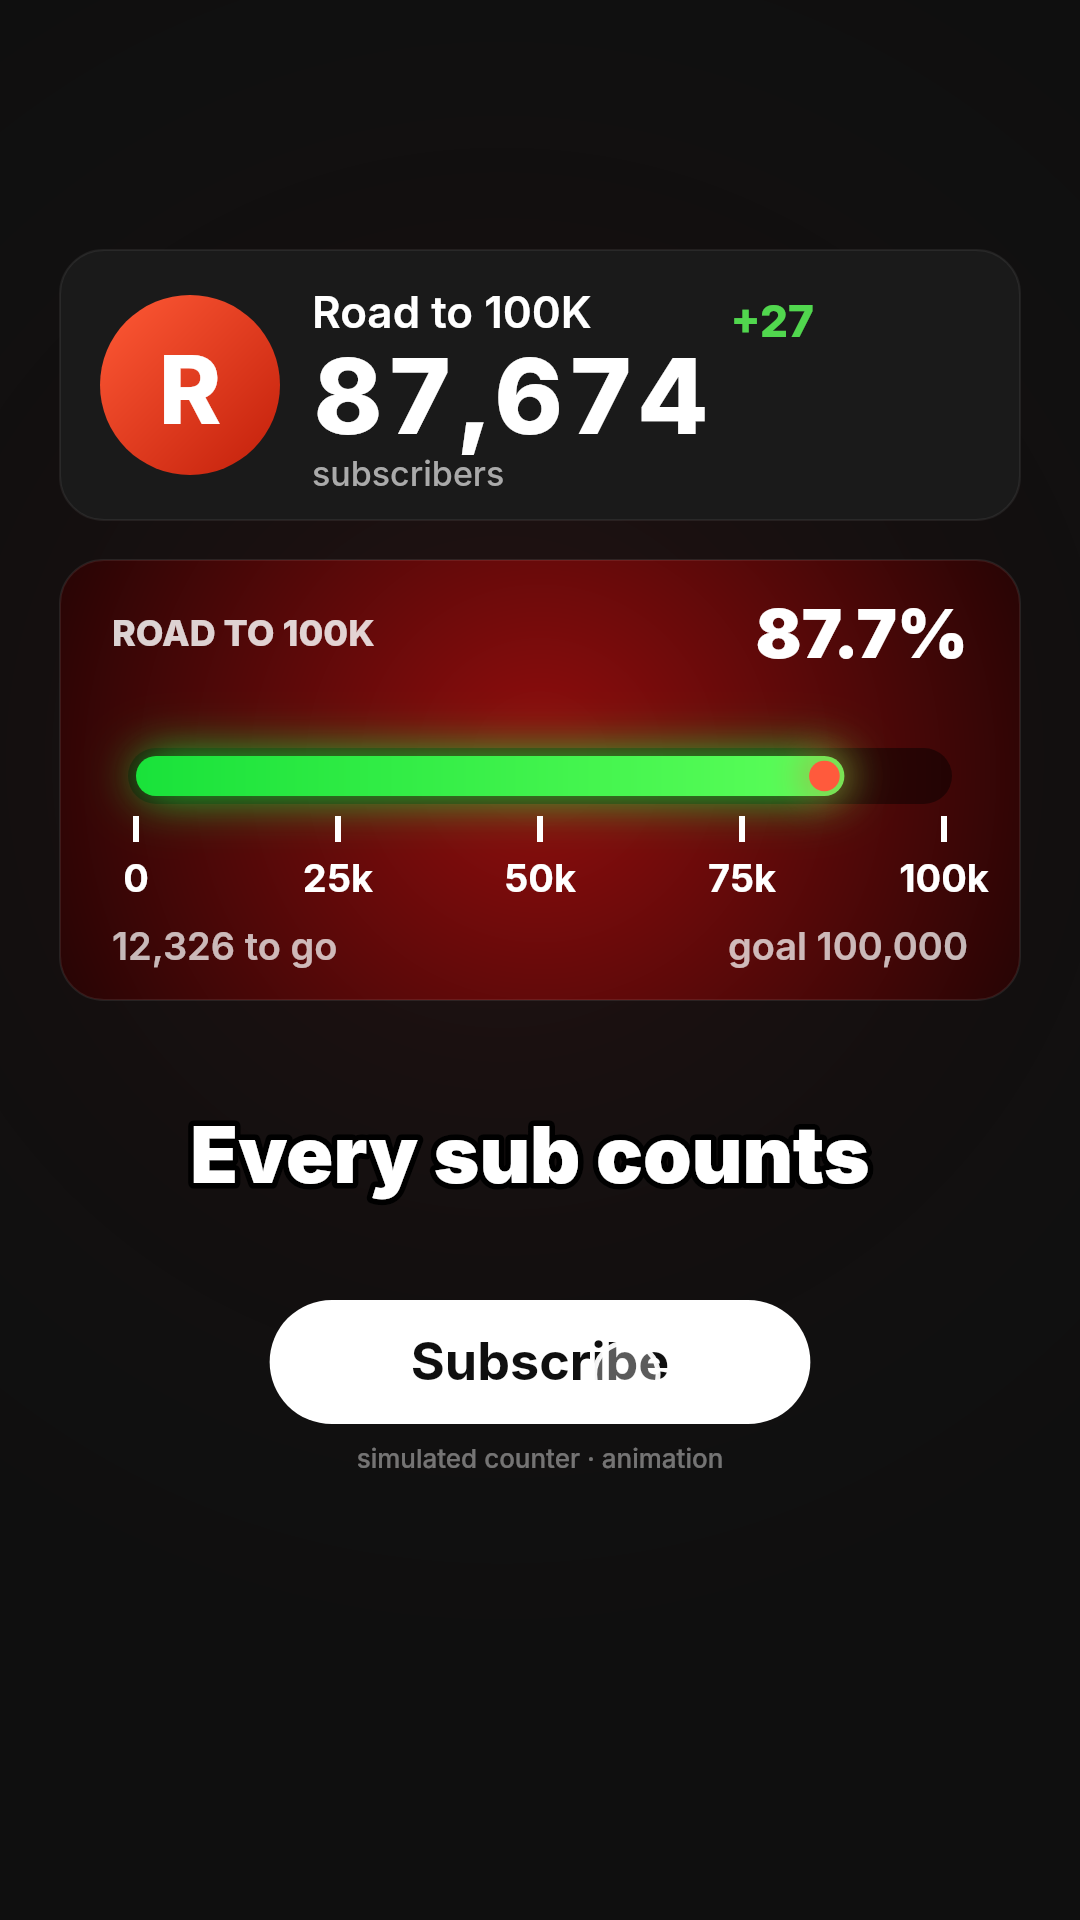 R
Road to 100K
+27
87,674
subscribers
ROAD TO 100K
87.7%
0 25k 50k 75k 100k
12,326 to go
goal 100,000
Every sub counts
Subscribe
simulated counter · animation